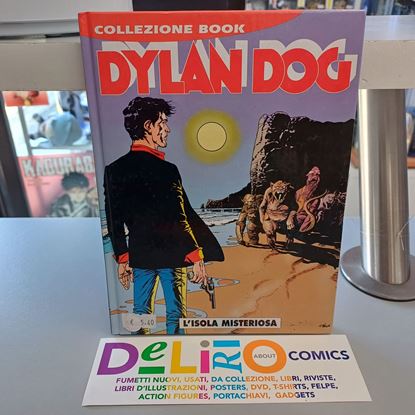 COLLEZIONE BOOK
DYLAN DOG
KAGURAB
€ 5.40
L'ISOLA MISTERIOSA
DeLiRiO ABOUT COMICS
FUMETTI NUOVI, USATI, DA COLLEZIONE, LIBRI, RIVISTE,
LIBRI D'ILLUSTRAZIONI, POSTERS, DVD, T-SHIRTS, FELPE,
ACTION FIGURES, PORTACHIAVI, GADGETS